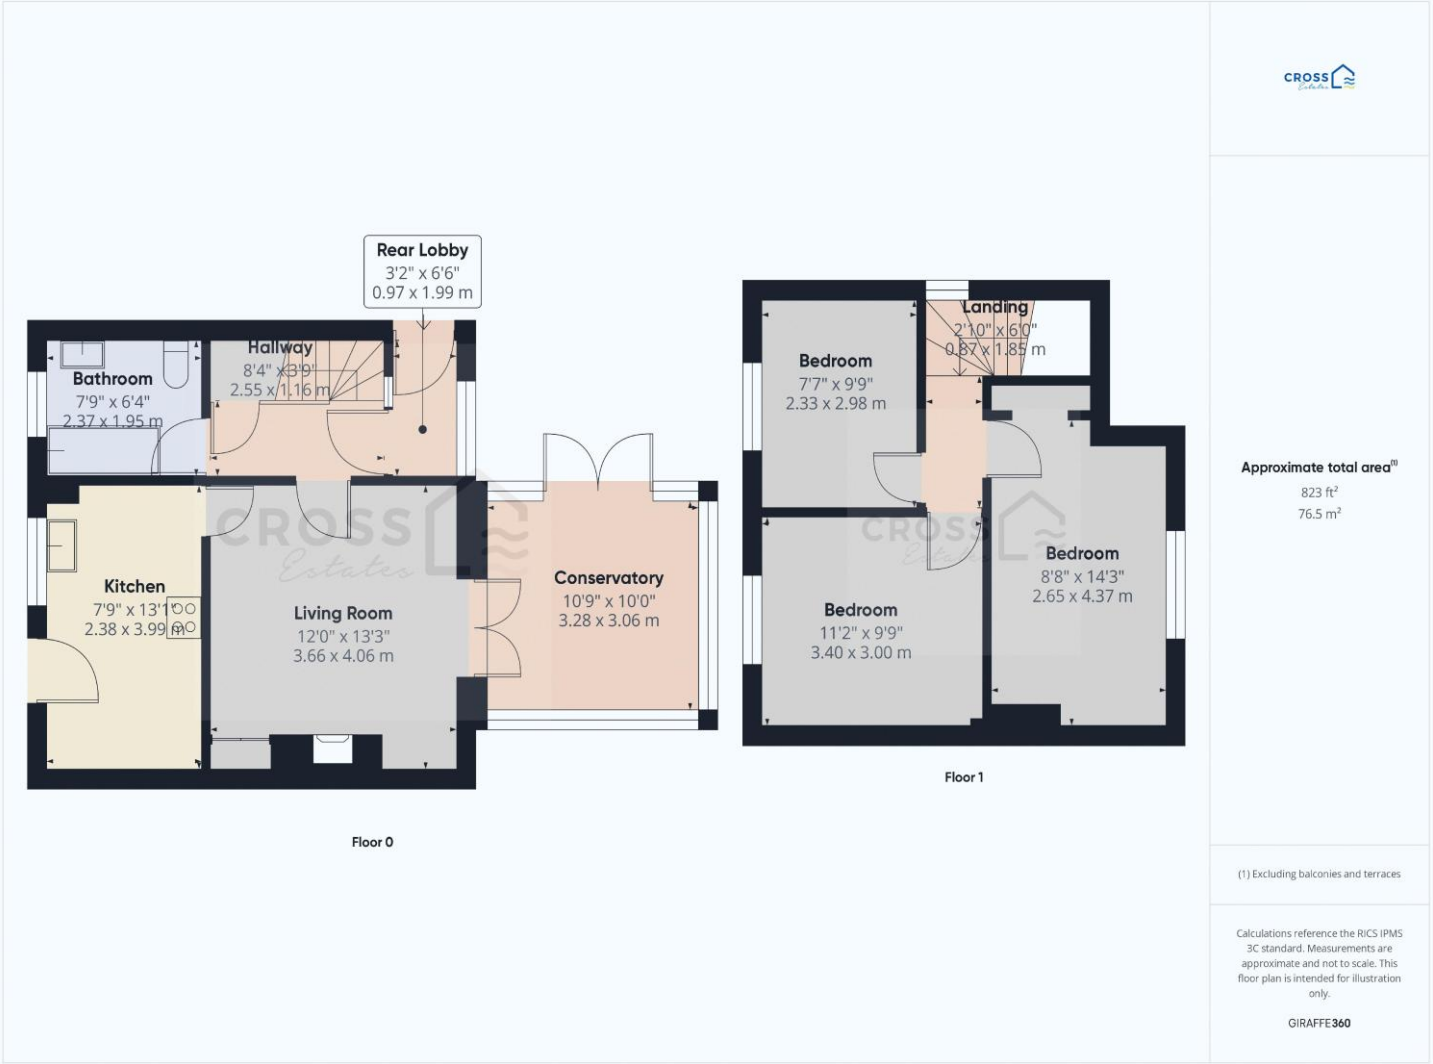 CROSS
Estates
Rear Lobby
3'2" x 6'6"
0.97 x 1.99 m
Hallway
8'4" x 3'9"
2.55 x 1.16 m
Bathroom
7'9" x 6'4"
2.37 x 1.95 m
Kitchen
7'9" x 13'1"
2.38 x 3.99 m
CROSS
Estates
Living Room
12'0" x 13'3"
3.66 x 4.06 m
Conservatory
10'9" x 10'0"
3.28 x 3.06 m
Floor 0
Landing
2'10" x 6'0"
0.87 x 1.85 m
Bedroom
7'7" x 9'9"
2.33 x 2.98 m
CROSS
Estates
Bedroom
8'8" x 14'3"
2.65 x 4.37 m
Bedroom
11'2" x 9'9"
3.40 x 3.00 m
Floor 1
Approximate total area(1)
823 ft²
76.5 m²
(1) Excluding balconies and terraces
Calculations reference the RICS IPMS
3C standard. Measurements are
approximate and not to scale. This
floor plan is intended for illustration
only.
GIRAFFE360